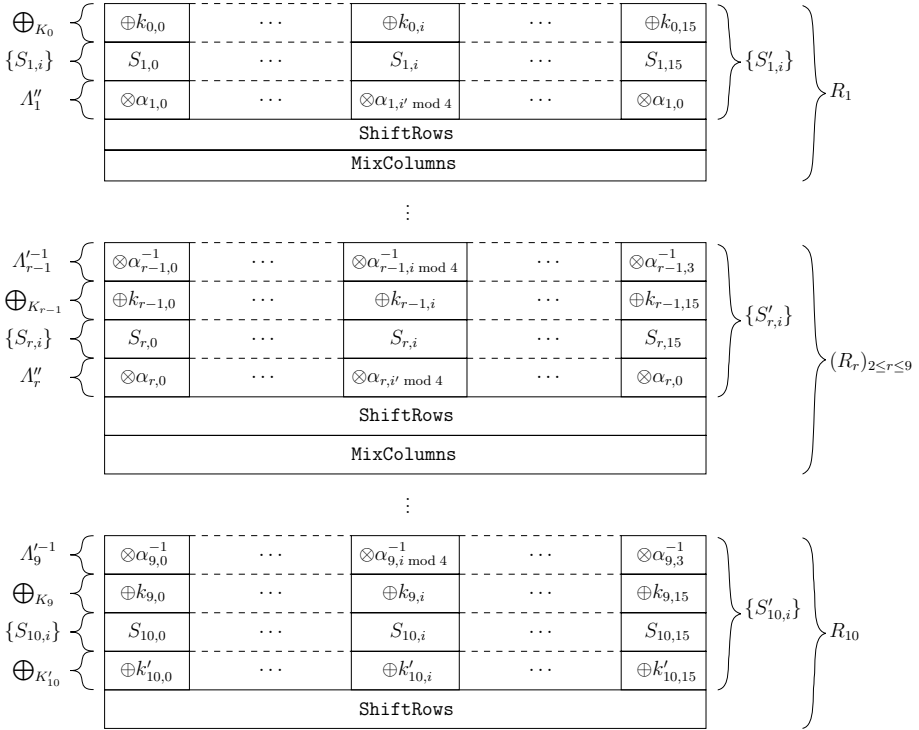 ⨁_{K_0} ⊕k_{0,0} ··· ⊕k_{0,i} ··· ⊕k_{0,15}
{S_{1,i}} S_{1,0} ··· S_{1,i} ··· S_{1,15} {S′_{1,i}}
Λ″_1 ⊗α_{1,0} ··· ⊗α_{1,i′ mod 4} ··· ⊗α_{1,0} R_1
ShiftRows
MixColumns
⋮
Λ′^{-1}_{r−1} ⊗α^{-1}_{r−1,0} ··· ⊗α^{-1}_{r−1,i mod 4} ··· ⊗α^{-1}_{r−1,3}
⨁_{K_{r−1}} ⊕k_{r−1,0} ··· ⊕k_{r−1,i} ··· ⊕k_{r−1,15} {S′_{r,i}}
{S_{r,i}} S_{r,0} ··· S_{r,i} ··· S_{r,15}
Λ″_r ⊗α_{r,0} ··· ⊗α_{r,i′ mod 4} ··· ⊗α_{r,0} (R_r)_{2≤r≤9}
ShiftRows
MixColumns
⋮
Λ′^{-1}_9 ⊗α^{-1}_{9,0} ··· ⊗α^{-1}_{9,i mod 4} ··· ⊗α^{-1}_{9,3}
⨁_{K_9} ⊕k_{9,0} ··· ⊕k_{9,i} ··· ⊕k_{9,15} {S′_{10,i}}
{S_{10,i}} S_{10,0} ··· S_{10,i} ··· S_{10,15} R_{10}
⨁_{K′_{10}} ⊕k′_{10,0} ··· ⊕k′_{10,i} ··· ⊕k′_{10,15}
ShiftRows